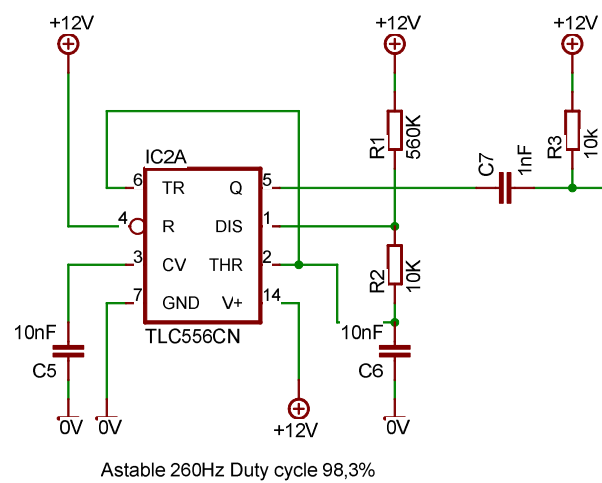 +12V +12V +12V
R1 560K
C7 1nF
R3 10k
IC2A
6 TR Q 5
4 R DIS 1
3 CV THR 2
7 GND V+ 14
TLC556CN
R2 10K
10nF
C5
10nF
C6
0V 0V +12V 0V
Astable 260Hz Duty cycle 98,3%